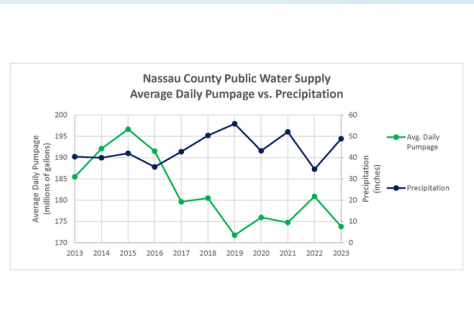 Nassau County Public Water Supply
Average Daily Pumpage vs. Precipitation
Average Daily Pumpage
(millions of gallons)
200
195
190
185
180
175
170
60
50
40
30
20
10
0
Precipitation
(inches)
2013 2014 2015 2016 2017 2018 2019 2020 2021 2022 2023
Avg. Daily
Pumpage
Precipitation